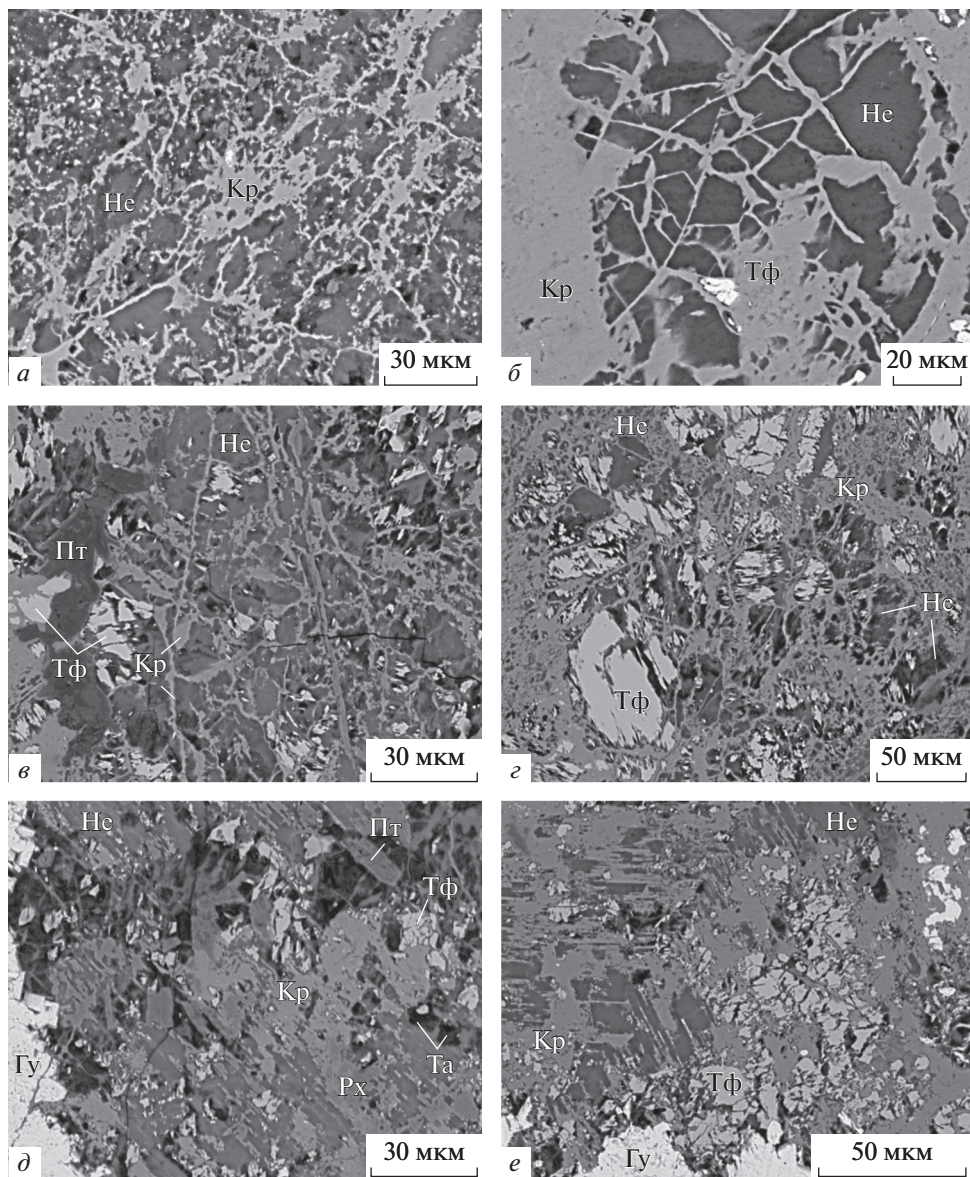 Не
Кр
а
30 мкм
Не
Кр
Тф
б
20 мкм
Не
Пт
Тф
Кр
в
30 мкм
Не
Кр
Не
Тф
г
50 мкм
Не
Пт
Тф
Кр
Гу
Та
Рх
д
30 мкм
Не
Кр
Тф
Гу
е
50 мкм